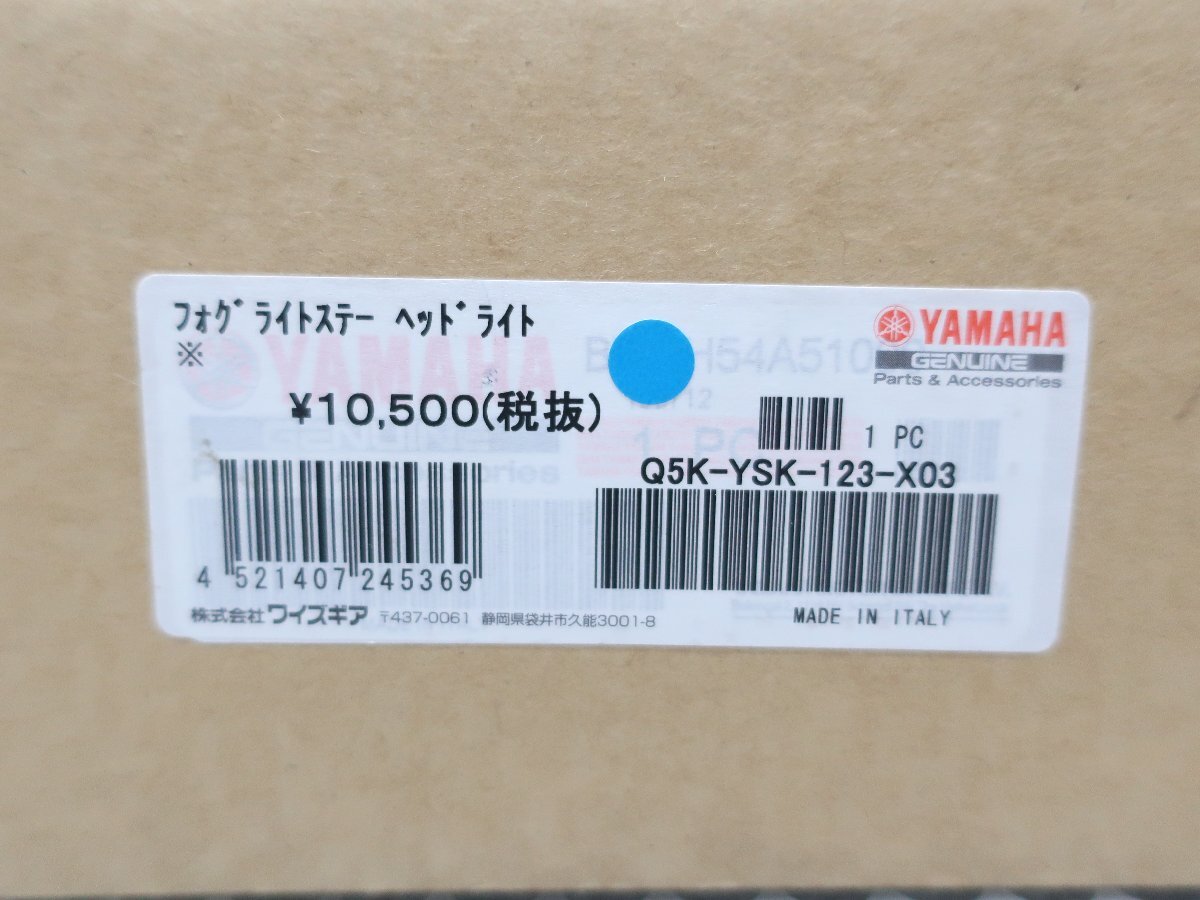 ﾌｫｸﾞﾗｲﾄｽﾃｰ ﾍｯﾄﾞﾗｲﾄ
※
YAMAHA
GENUINE
Parts & Accessories
¥10,500(税抜)
1 PC
Q5K-YSK-123-X03
4 521407 245369
MADE IN ITALY
株式会社ワイズギア 〒437-0061 静岡県袋井市久能3001-8